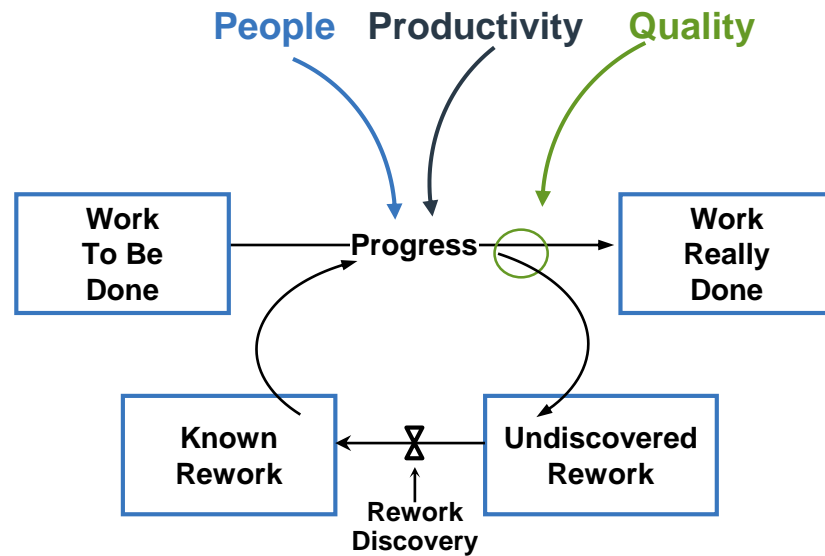 People Productivity Quality
Work
To Be
Done
Progress
Work
Really
Done
Known
Rework
Undiscovered
Rework
Rework
Discovery